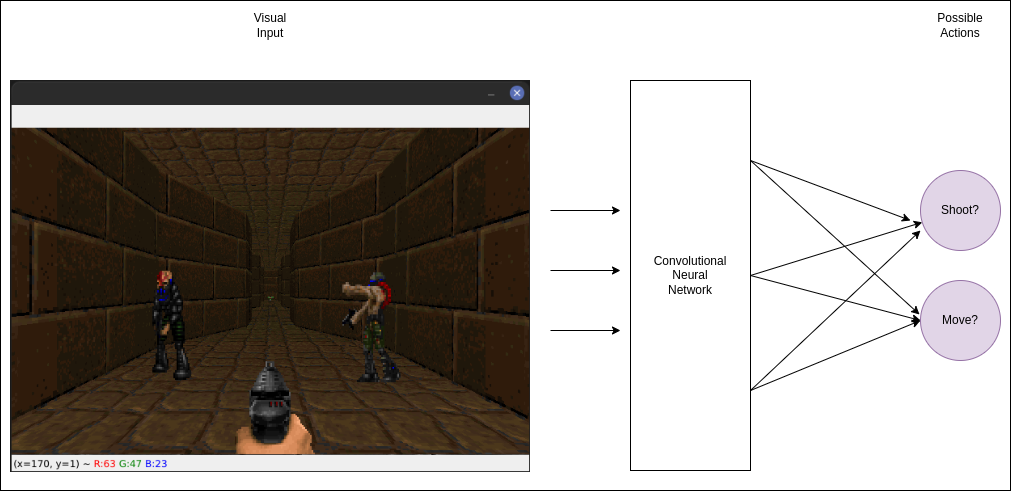 Visual
Input
Possible
Actions
Convolutional
Neural
Network
Shoot?
Move?
(x=170, y=1) ~ R:63 G:47 B:23